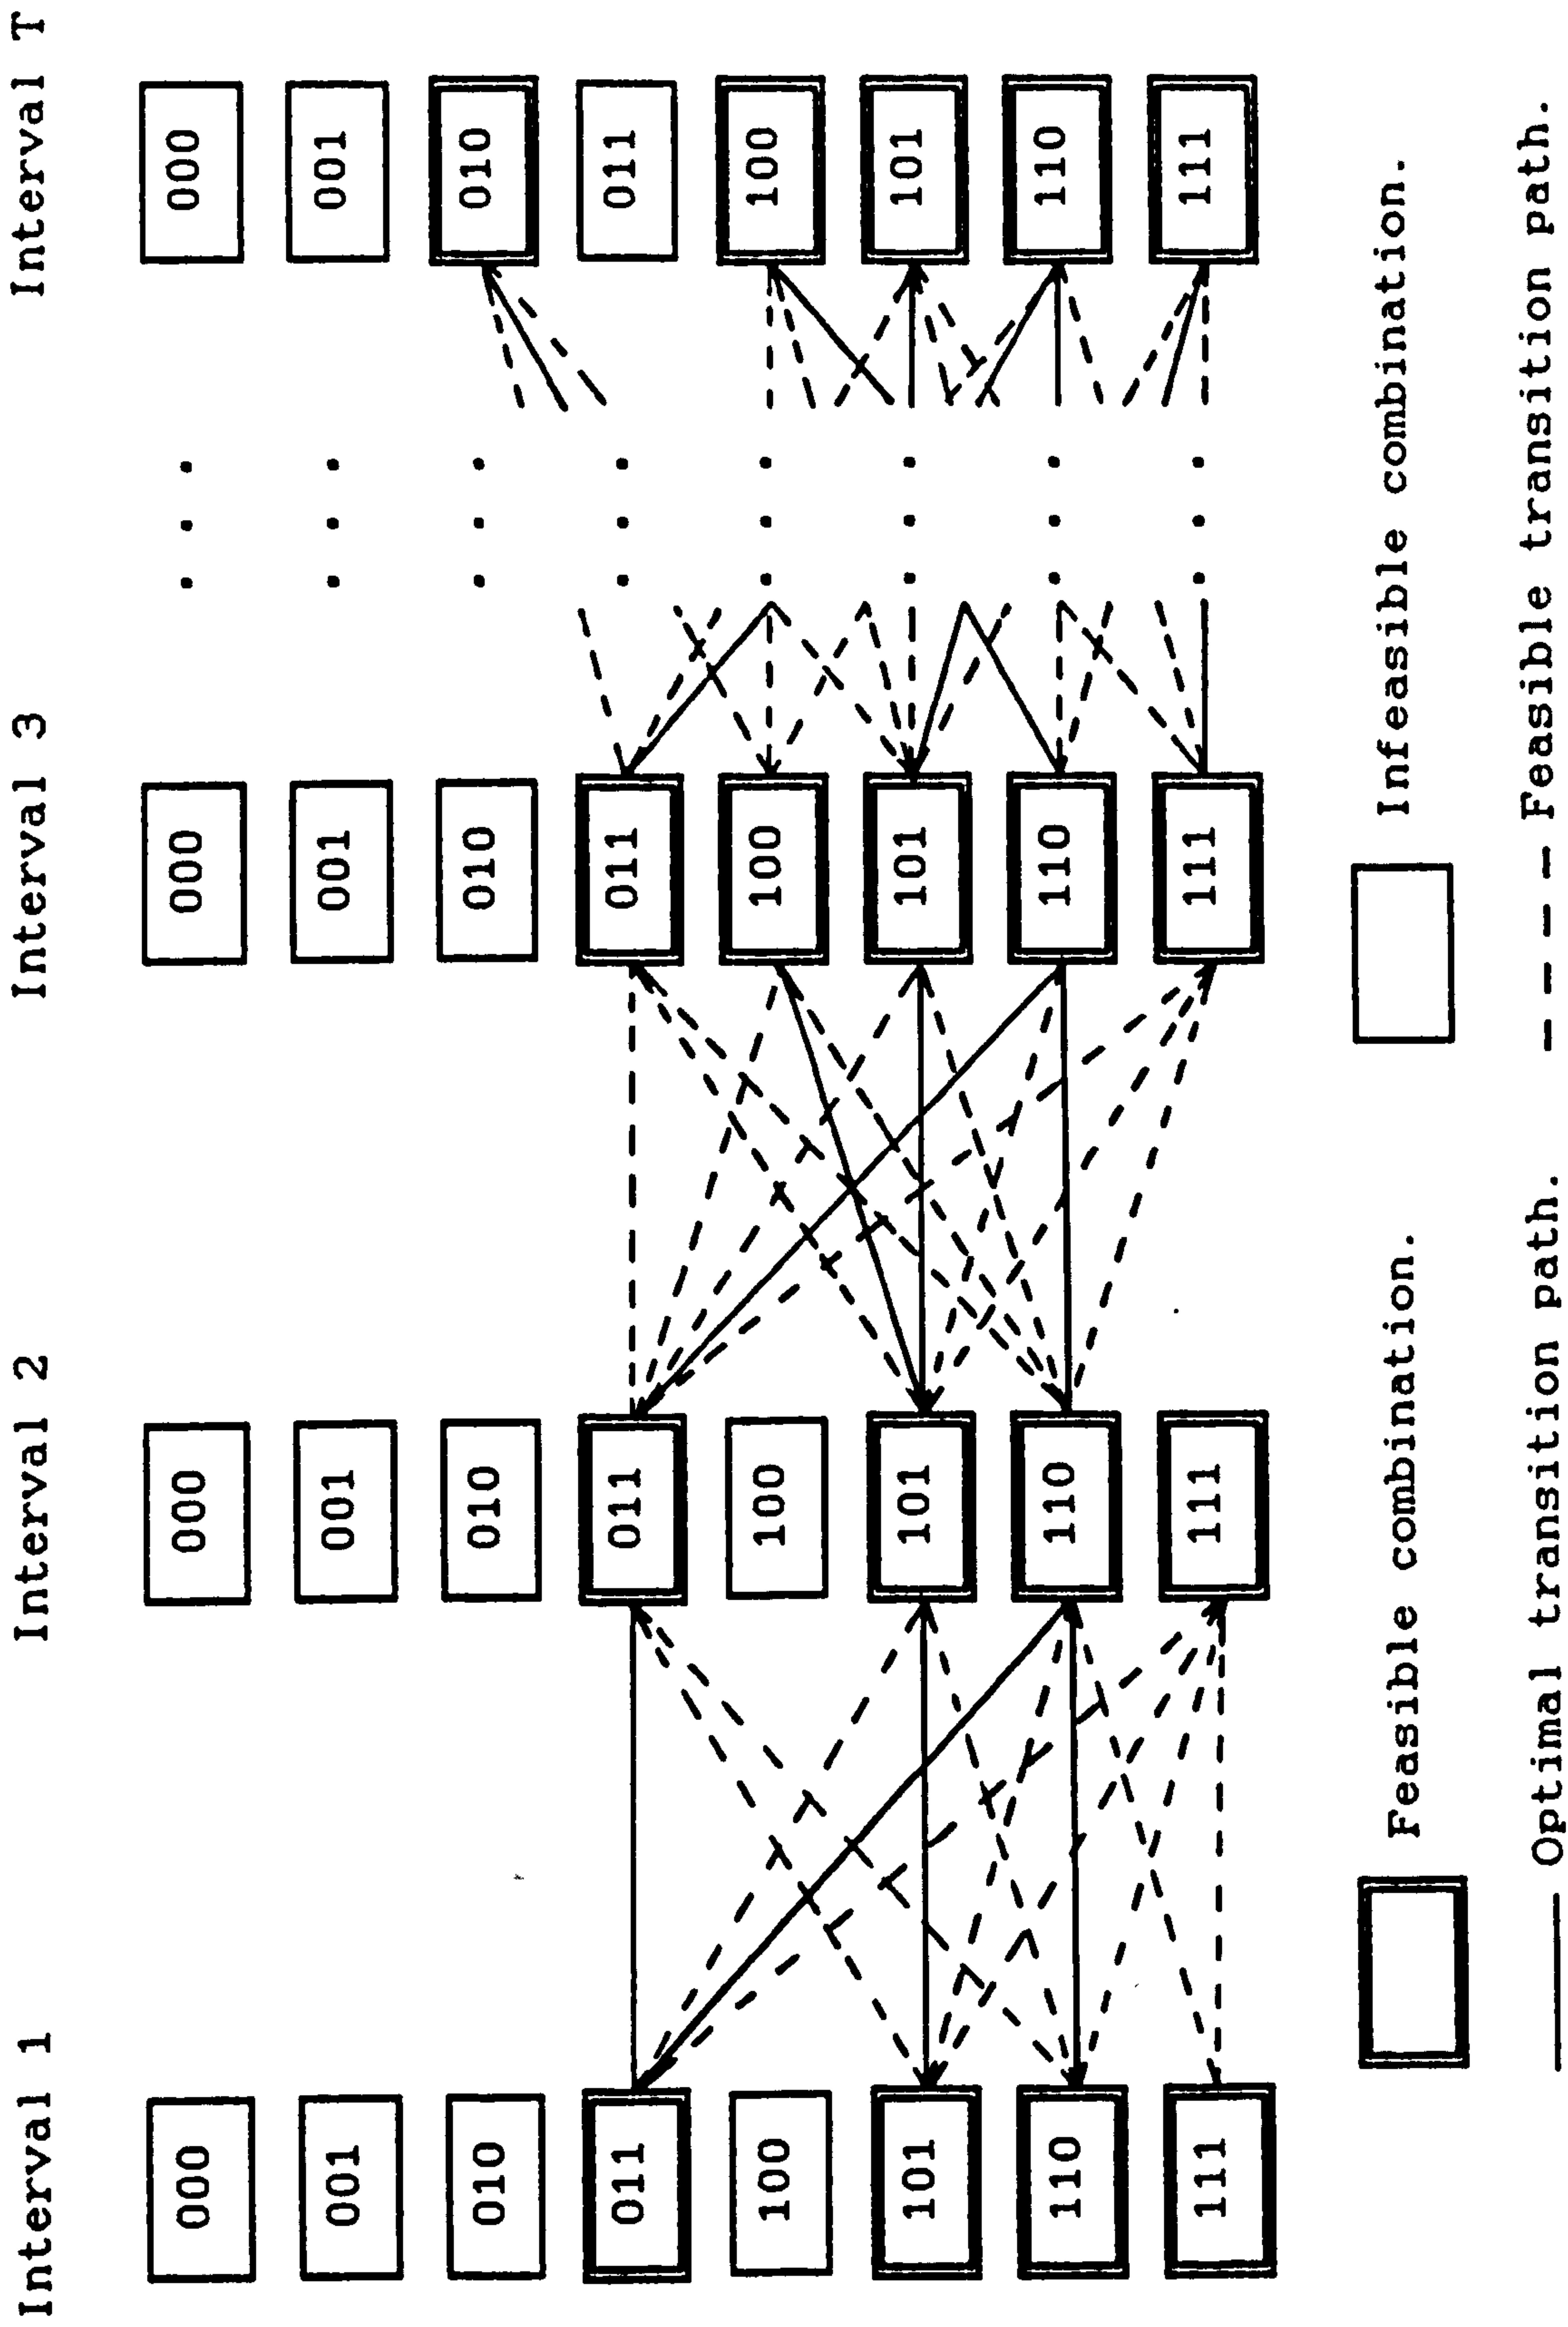 Interval 1 Interval 2 Interval 3 Interval T
000 000 000 000
001 001 001 001
010 010 010 010
011 011 011 011
100 100 100 100
101 101 101 101
110 110 110 110
111 111 111 111
Feasible combination. Infeasible combination.
Optimal transition path. Feasible transition path.